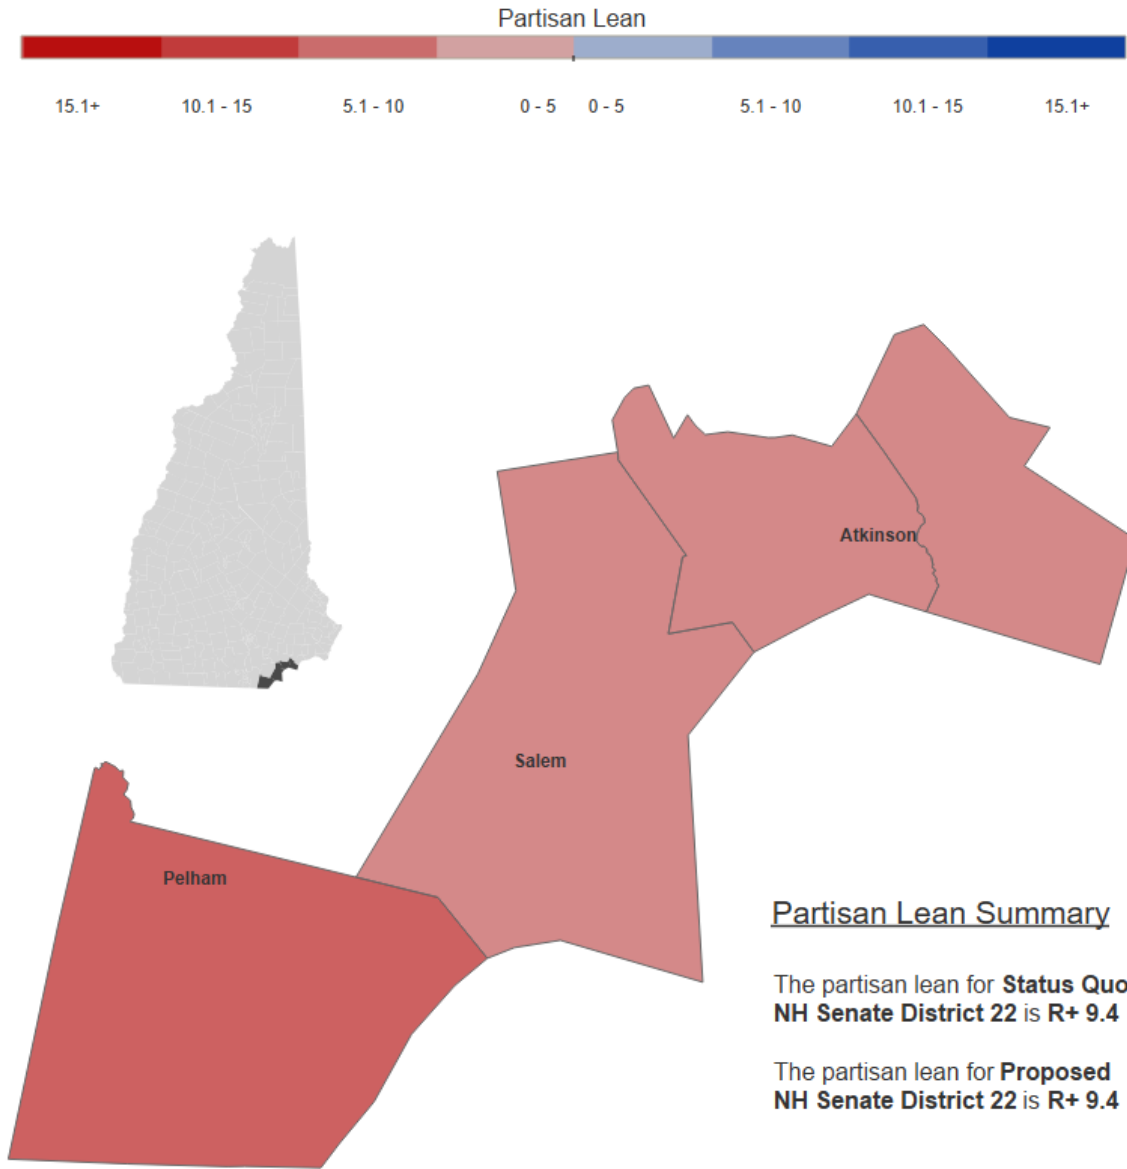 Partisan Lean
15.1+ 10.1 - 15 5.1 - 10 0 - 5 0 - 5 5.1 - 10 10.1 - 15 15.1+
Atkinson
Salem
Pelham
Partisan Lean Summary
The partisan lean for Status Quo
NH Senate District 22 is R+ 9.4
The partisan lean for Proposed
NH Senate District 22 is R+ 9.4